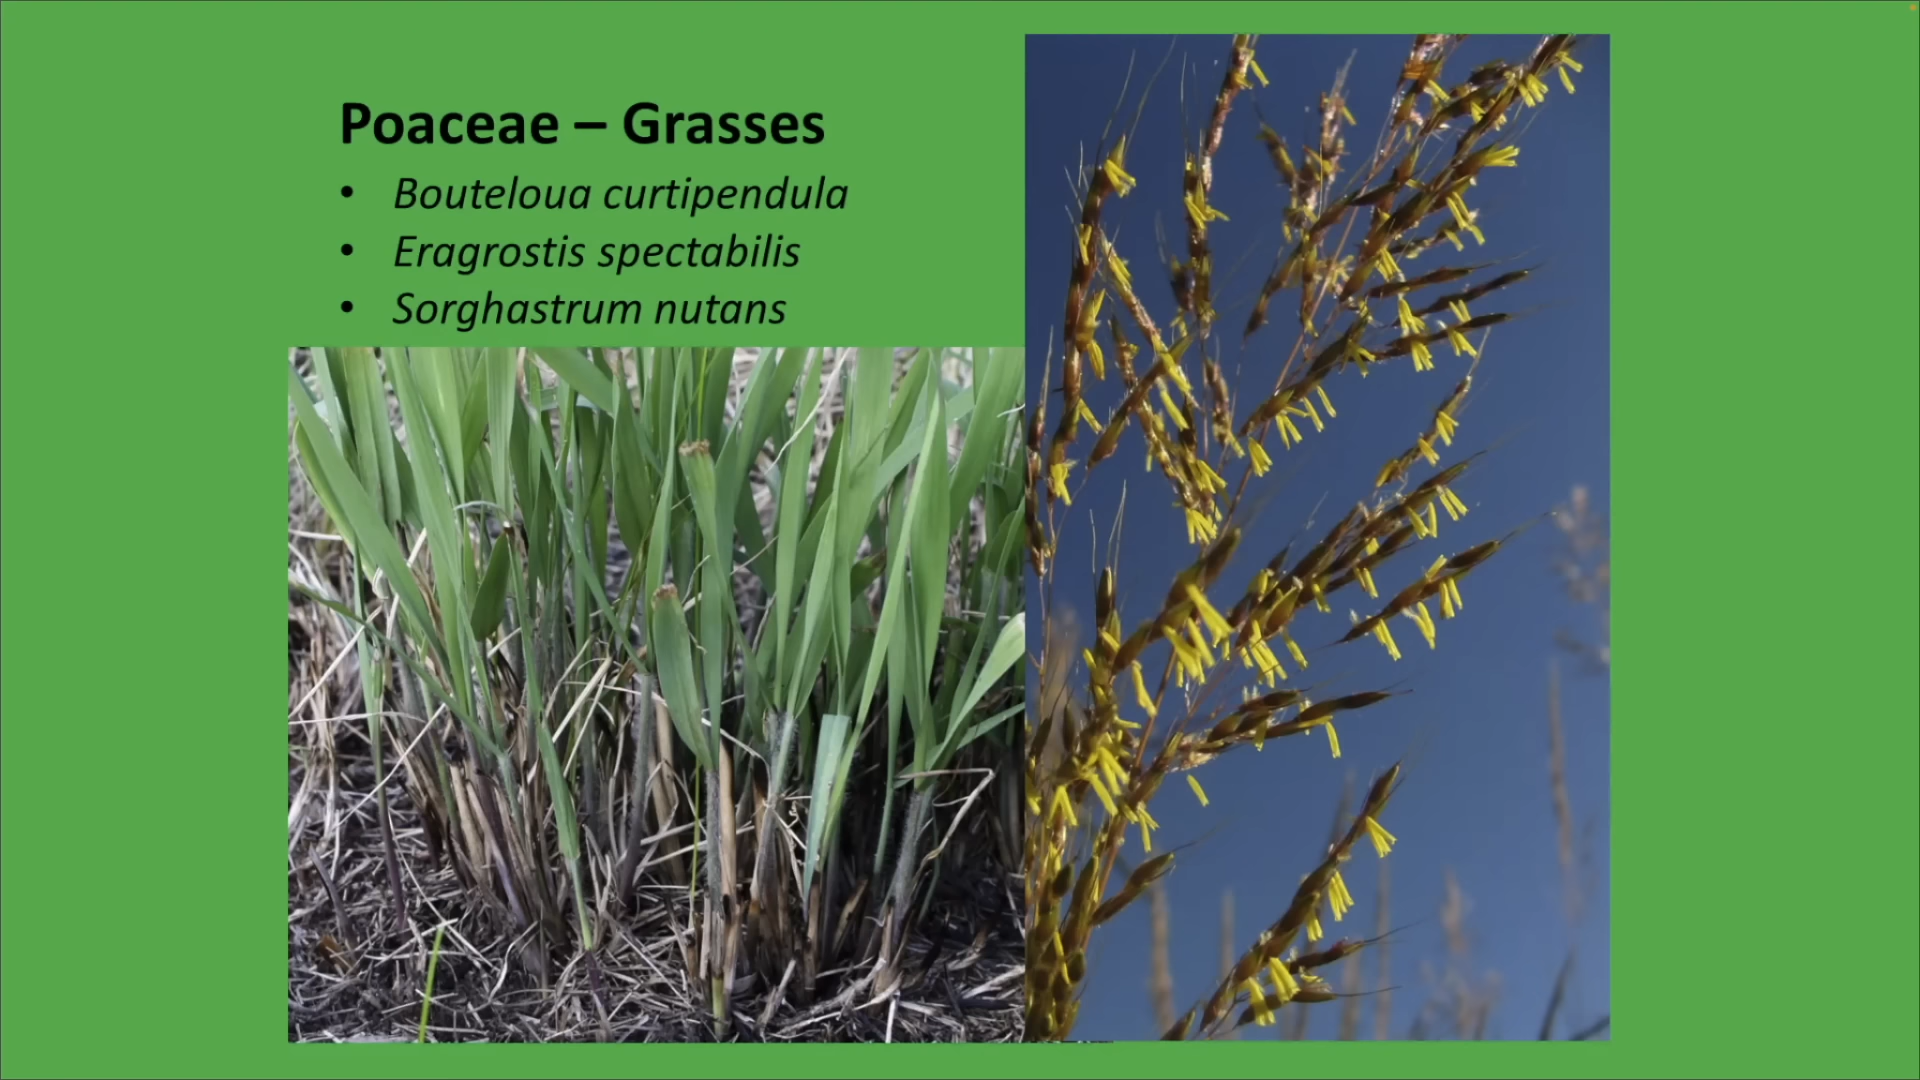 Poaceae – Grasses
• Bouteloua curtipendula
• Eragrostis spectabilis
• Sorghastrum nutans